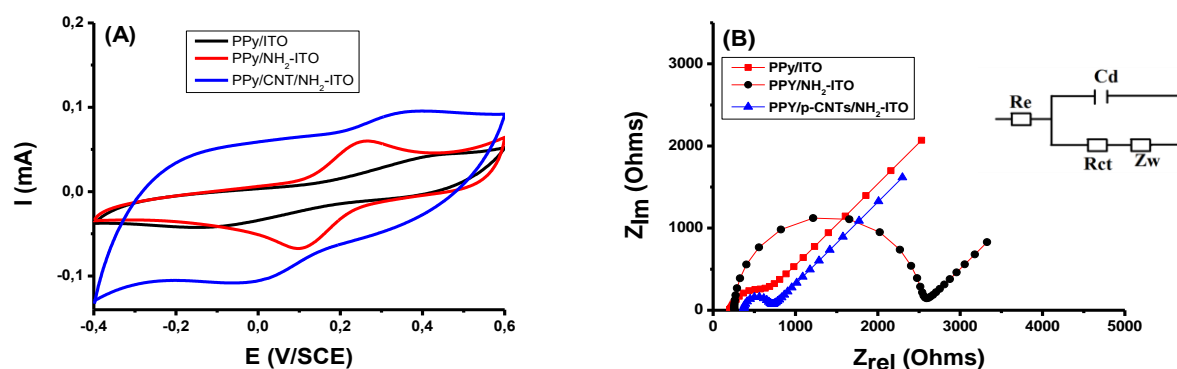 (A)
PPy/ITO
PPy/NH₂-ITO
PPy/CNT/NH₂-ITO
0,2
0,1
0,0
-0,1
I (mA)
-0,4
-0,2
0,0
0,2
0,4
0,6
E (V/SCE)
(B)
PPy/ITO
PPY/NH₂-ITO
PPY/p-CNTs/NH₂-ITO
3000
2000
1000
0
Z_Im (Ohms)
0
1000
2000
3000
4000
5000
Z_rel (Ohms)
Cd
Re
Rct
Zw